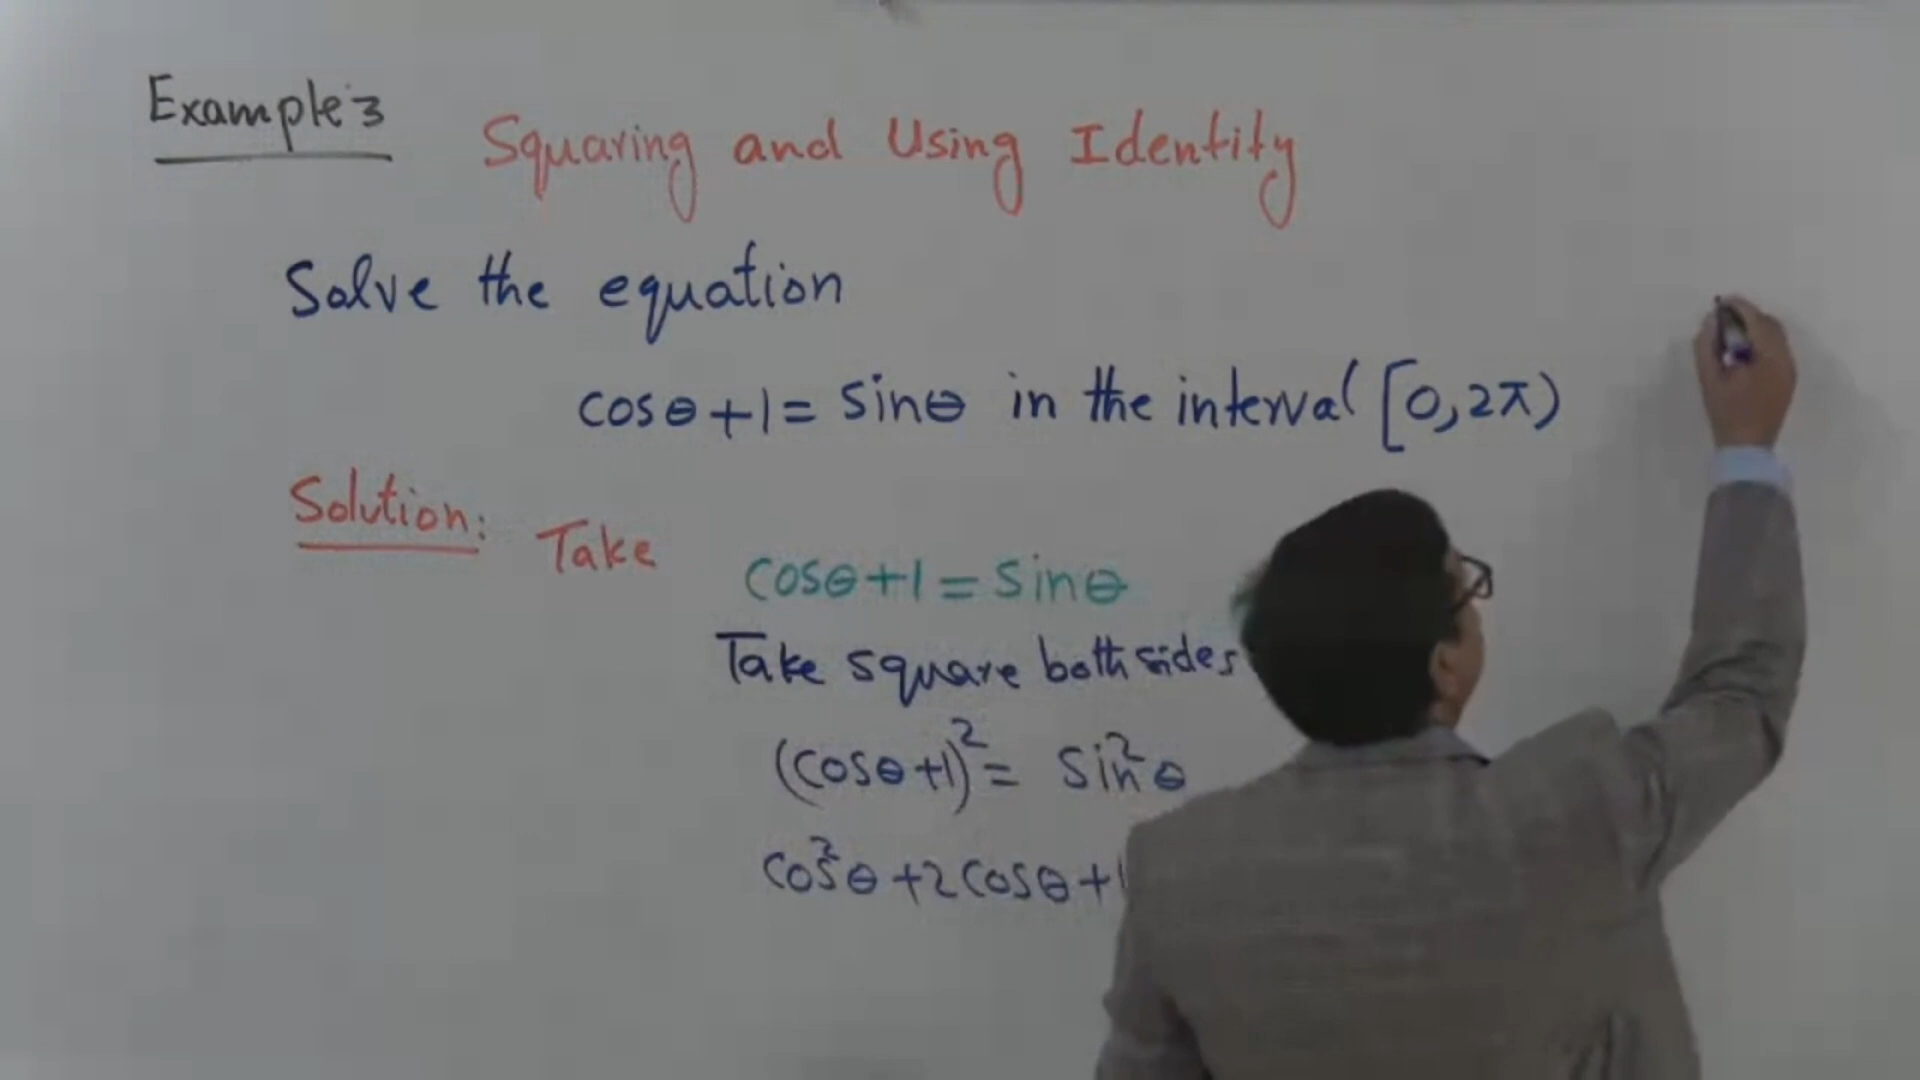 Example 3
Squaring and Using Identity
Solve the equation
cosθ+1= sinθ in the interval [0,2π)
Solution: Take
cosθ+1= sinθ
Take square both sides
(cosθ+1)²= sin²θ
cos²θ+2cosθ+1